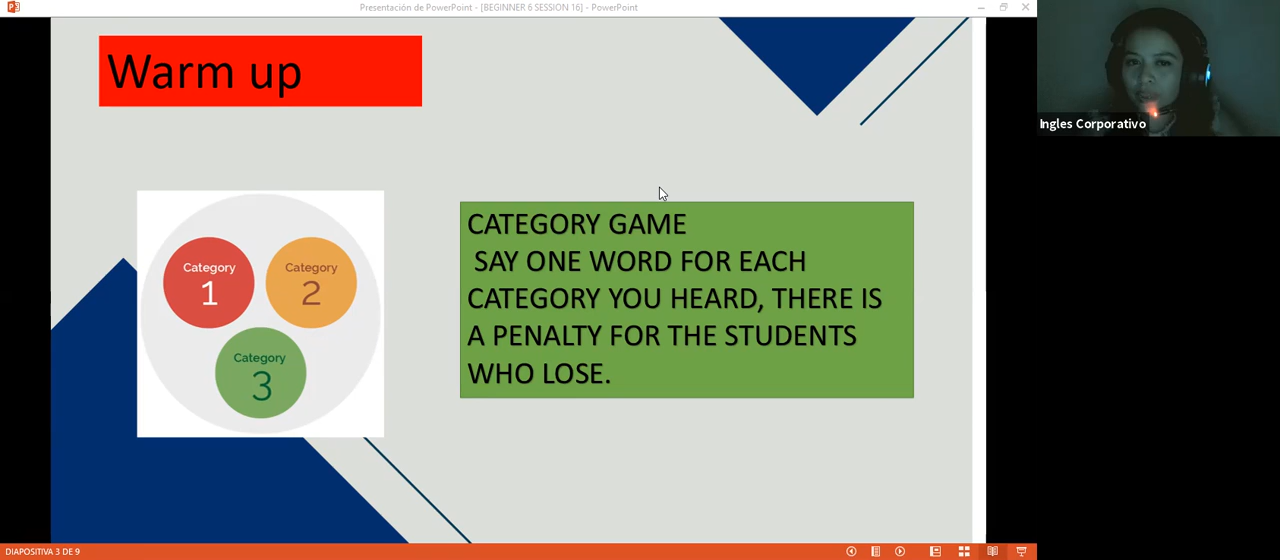 Presentación de PowerPoint - [BEGINNER 6 SESSION 16] - PowerPoint
Warm up
Ingles Corporativo
Category
1
Category
2
Category
3
CATEGORY GAME
SAY ONE WORD FOR EACH
CATEGORY YOU HEARD, THERE IS
A PENALTY FOR THE STUDENTS
WHO LOSE.
DIAPOSITIVA 3 DE 9